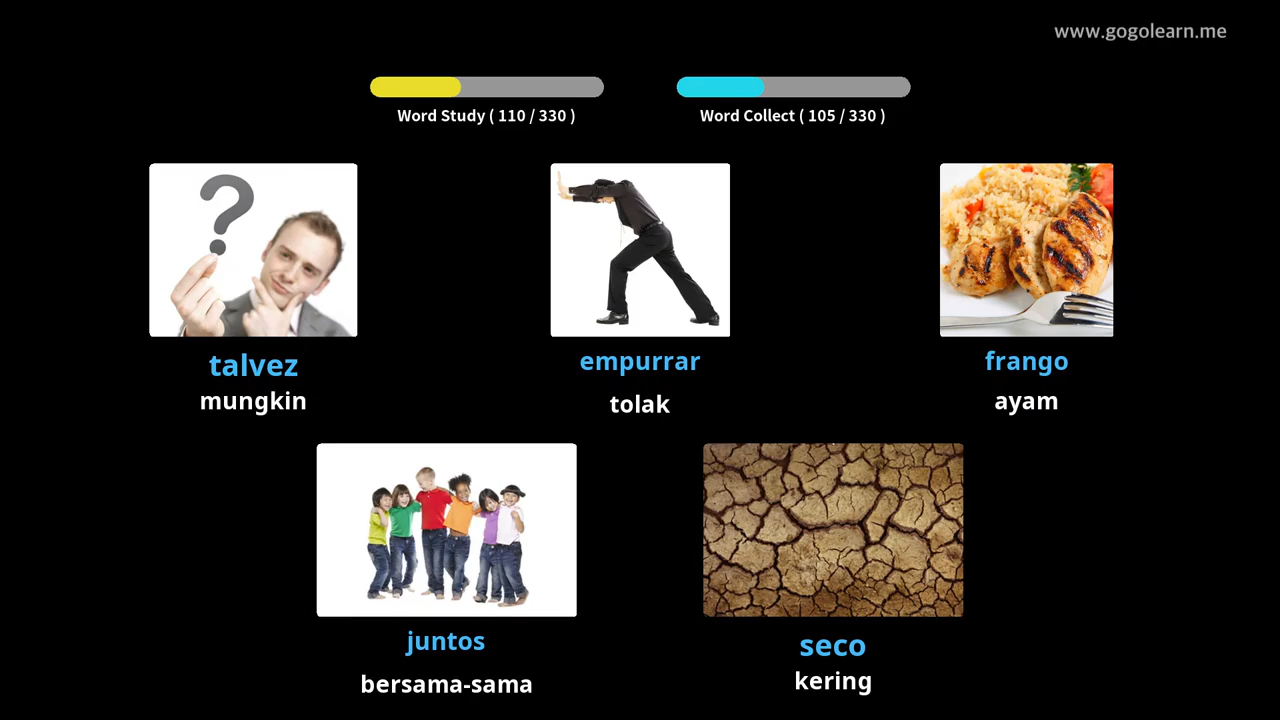 www.gogolearn.me
Word Study ( 110 / 330 )
Word Collect ( 105 / 330 )
talvez
mungkin
empurrar
tolak
frango
ayam
juntos
bersama-sama
seco
kering